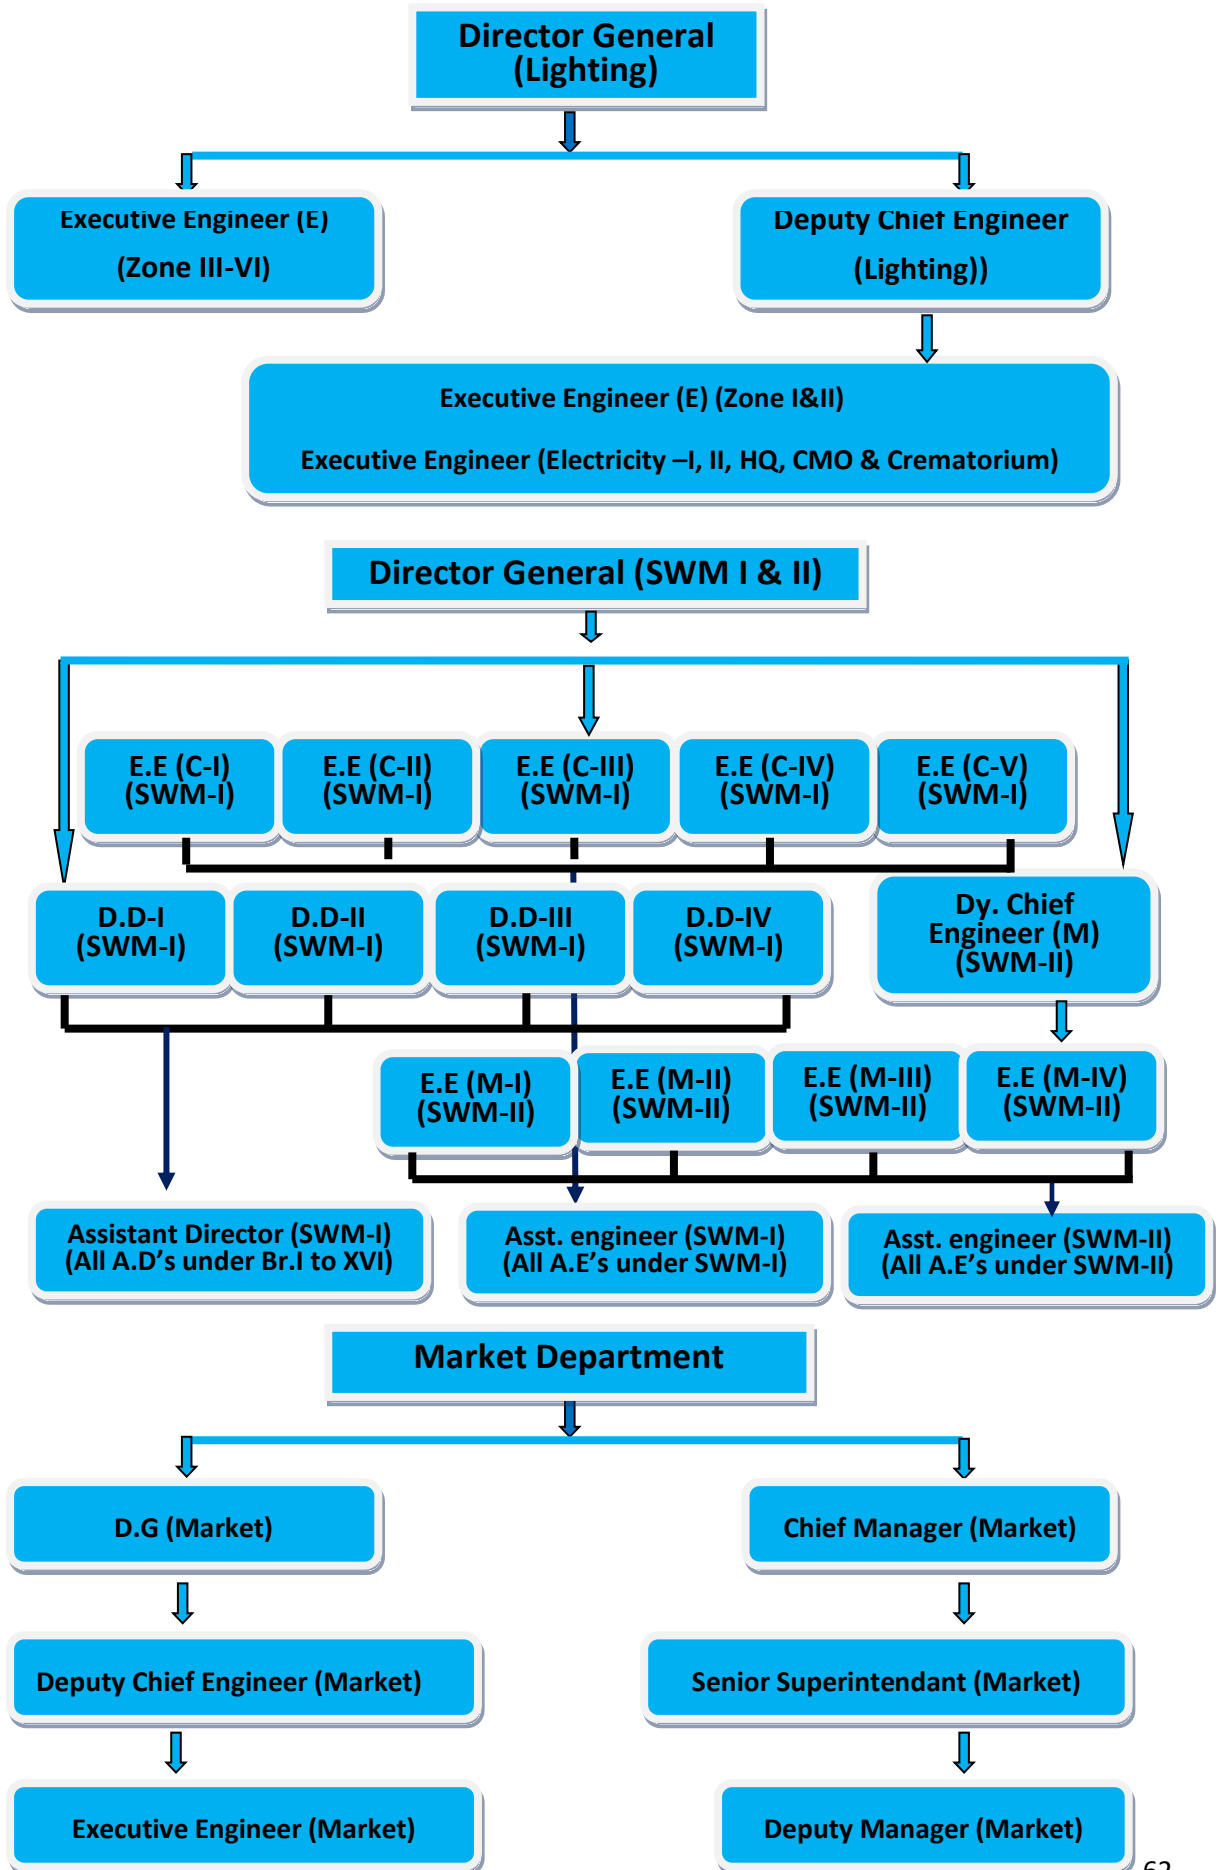 Director General
(Lighting)
Executive Engineer (E)
(Zone III-VI)
Deputy Chief Engineer
(Lighting))
Executive Engineer (E) (Zone I&II)
Executive Engineer (Electricity –I, II, HQ, CMO & Crematorium)
Director General (SWM I & II)
E.E (C-I)
(SWM-I)
E.E (C-II)
(SWM-I)
E.E (C-III)
(SWM-I)
E.E (C-IV)
(SWM-I)
E.E (C-V)
(SWM-I)
D.D-I
(SWM-I)
D.D-II
(SWM-I)
D.D-III
(SWM-I)
D.D-IV
(SWM-I)
Dy. Chief
Engineer (M)
(SWM-II)
E.E (M-I)
(SWM-II)
E.E (M-II)
(SWM-II)
E.E (M-III)
(SWM-II)
E.E (M-IV)
(SWM-II)
Assistant Director (SWM-I)
(All A.D’s under Br.I to XVI)
Asst. engineer (SWM-I)
(All A.E’s under SWM-I)
Asst. engineer (SWM-II)
(All A.E’s under SWM-II)
Market Department
D.G (Market)
Chief Manager (Market)
Deputy Chief Engineer (Market)
Senior Superintendant (Market)
Executive Engineer (Market)
Deputy Manager (Market)
62